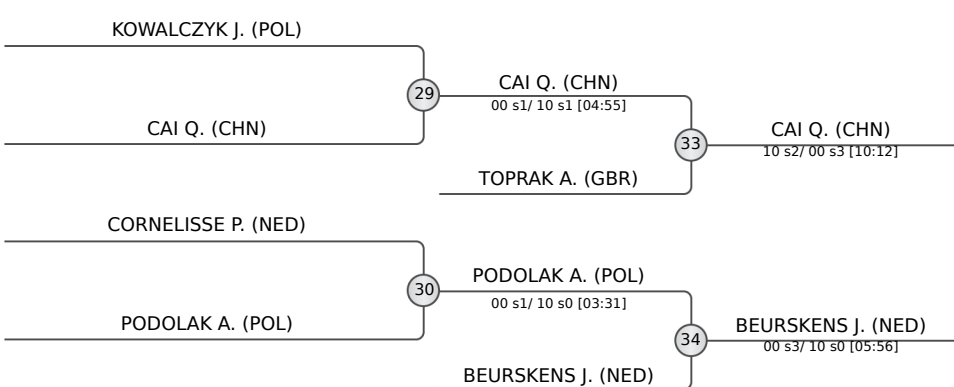 KOWALCZYK J. (POL)
29
CAI Q. (CHN)
CAI Q. (CHN)
00 s1/ 10 s1 [04:55]
33
CAI Q. (CHN)
10 s2/ 00 s3 [10:12]
TOPRAK A. (GBR)
CORNELISSE P. (NED)
30
PODOLAK A. (POL)
PODOLAK A. (POL)
00 s1/ 10 s0 [03:31]
34
BEURSKENS J. (NED)
00 s3/ 10 s0 [05:56]
BEURSKENS J. (NED)